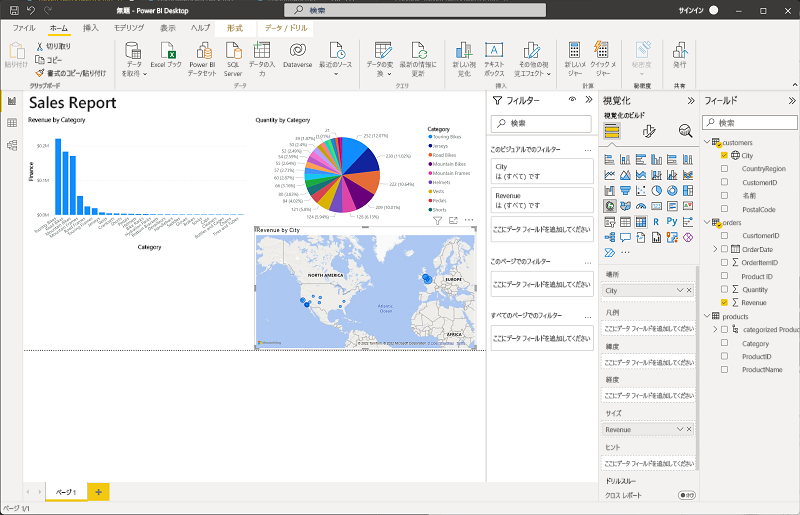 無題 - Power BI Desktop
検索
サインイン
ファイル ホーム 挿入 モデリング 表示 ヘルプ 形式 データ / ドリル
貼り付け
切り取り
コピー
書式のコピー/貼り付け
クリップボード
データを取得
Excel ブック
Power BI データセット
SQL Server
データの入力
Dataverse
最近のソース
データ
データの変換
最新の情報に更新
クエリ
新しい視覚化
テキスト ボックス
その他の視覚エフェクト
挿入
新しいメジャー
クイック メジャー
計算
秘密度
秘密度
発行
共有
Sales Report
Revenue by Category
Finance
$0.2M
$0.1M
$0.0M
Category
Quantity by Category
252 (12.07%)
230 (11.02%)
222 (10.64%)
209 (10.01%)
128 (6.13%)
124 (5.94%)
121 (5.8%)
84 (4.02%)
80 (3.83%)
66 (3.16%)
60 (2.87%)
57 (2.73%)
55 (2.64%)
54 (2.59%)
52 (2.49%)
50 (2.4%)
Category
Touring Bikes
Jerseys
Road Bikes
Mountain Bikes
Mountain Frames
Helmets
Vests
Pedals
Shorts
Revenue by City
NORTH AMERICA
EUROPE
Atlantic
Ocean
AFRICA
フィルター
検索
このビジュアルでのフィルター
City
は (すべて) です
Revenue
は (すべて) です
ここにデータ フィールドを追加してください
このページでのフィルター
ここにデータ フィールドを追加してください
すべてのページでのフィルター
ここにデータ フィールドを追加してください
視覚化
視覚化のビルド
場所
City
凡例
ここにデータ フィールドを追加してください
緯度
ここにデータ フィールドを追加してください
経度
ここにデータ フィールドを追加してください
サイズ
Revenue
ヒント
ここにデータ フィールドを追加してください
ドリルスルー
クロス レポート
オフ
フィールド
検索
customers
City
CountryRegion
CustomerID
名前
PostalCode
orders
CusctomerID
OrderDate
OrderItemID
Product ID
Quantity
Revenue
products
categorized Produc
Category
ProductID
ProductName
ページ 1
ページ 1/1